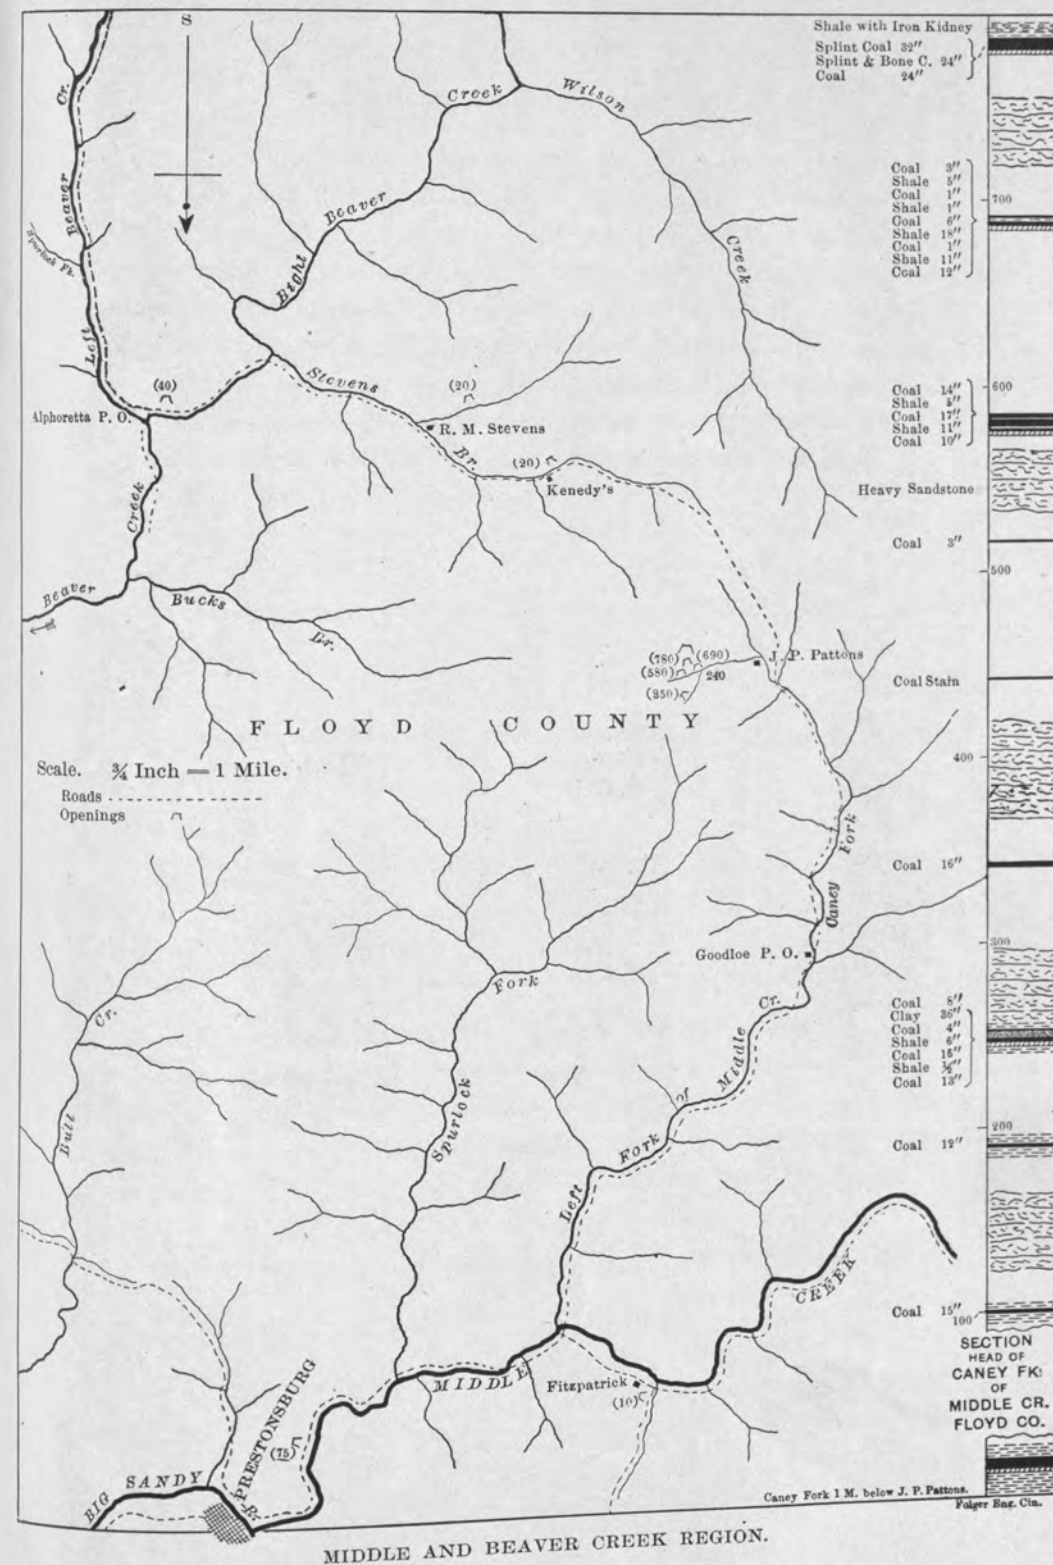 S
Cr.
Beaver
Left
Spurlock Fk.
Creek
Wilson
Creek
Beaver
Right
(40)
Alphoretta P. O.
Stevens
Br.
(20)
R. M. Stevens
(20)
Kenedy's
Creek
Beaver
Bucks
Br.
(780)
(690)
(580)
240
(350)
J. P. Pattons
FLOYD COUNTY
Scale. ¾ Inch = 1 Mile.
Roads
Openings
Fork
Caney
Goodloe P. O.
Fork
Spurlock
Cr.
Bull
Cr.
Middle
of
Fork
Left
CREEK
MIDDLE
Fitzpatrick
(10)
PRESTONSBURG
(75)
BIG SANDY
R.
Caney Fork 1 M. below J. P. Pattons.
Shale with Iron Kidney
Splint Coal 32"
Splint & Bone C. 24"
Coal 24"
Coal 3"
Shale 5"
Coal 1"
Shale 1"
Coal 6"
Shale 18"
Coal 1"
Shale 11"
Coal 12"
700
600
Coal 14"
Shale 5"
Coal 17"
Shale 11"
Coal 10"
Heavy Sandstone
Coal 3"
500
Coal Stain
400
Coal 16"
300
Coal 8"
Clay 36"
Coal 4"
Shale 6"
Coal 15"
Shale ½"
Coal 13"
200
Coal 12"
Coal 15"
100
SECTION
HEAD OF
CANEY FK:
OF
MIDDLE CR.
FLOYD CO.
Folger Eng. Cin.
MIDDLE AND BEAVER CREEK REGION.